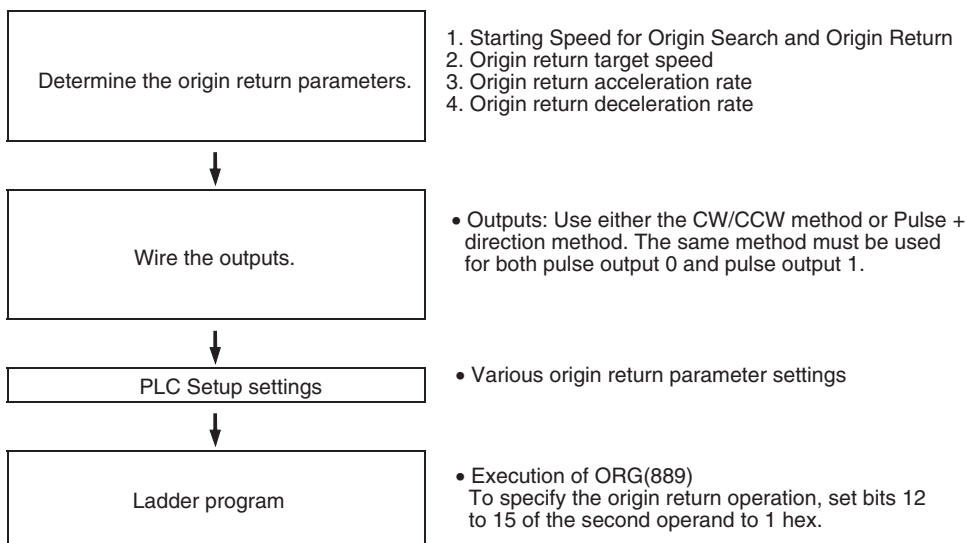 Determine the origin return parameters.
1. Starting Speed for Origin Search and Origin Return
2. Origin return target speed
3. Origin return acceleration rate
4. Origin return deceleration rate
Wire the outputs.
• Outputs: Use either the CW/CCW method or Pulse +
direction method. The same method must be used
for both pulse output 0 and pulse output 1.
PLC Setup settings
• Various origin return parameter settings
Ladder program
• Execution of ORG(889)
To specify the origin return operation, set bits 12
to 15 of the second operand to 1 hex.